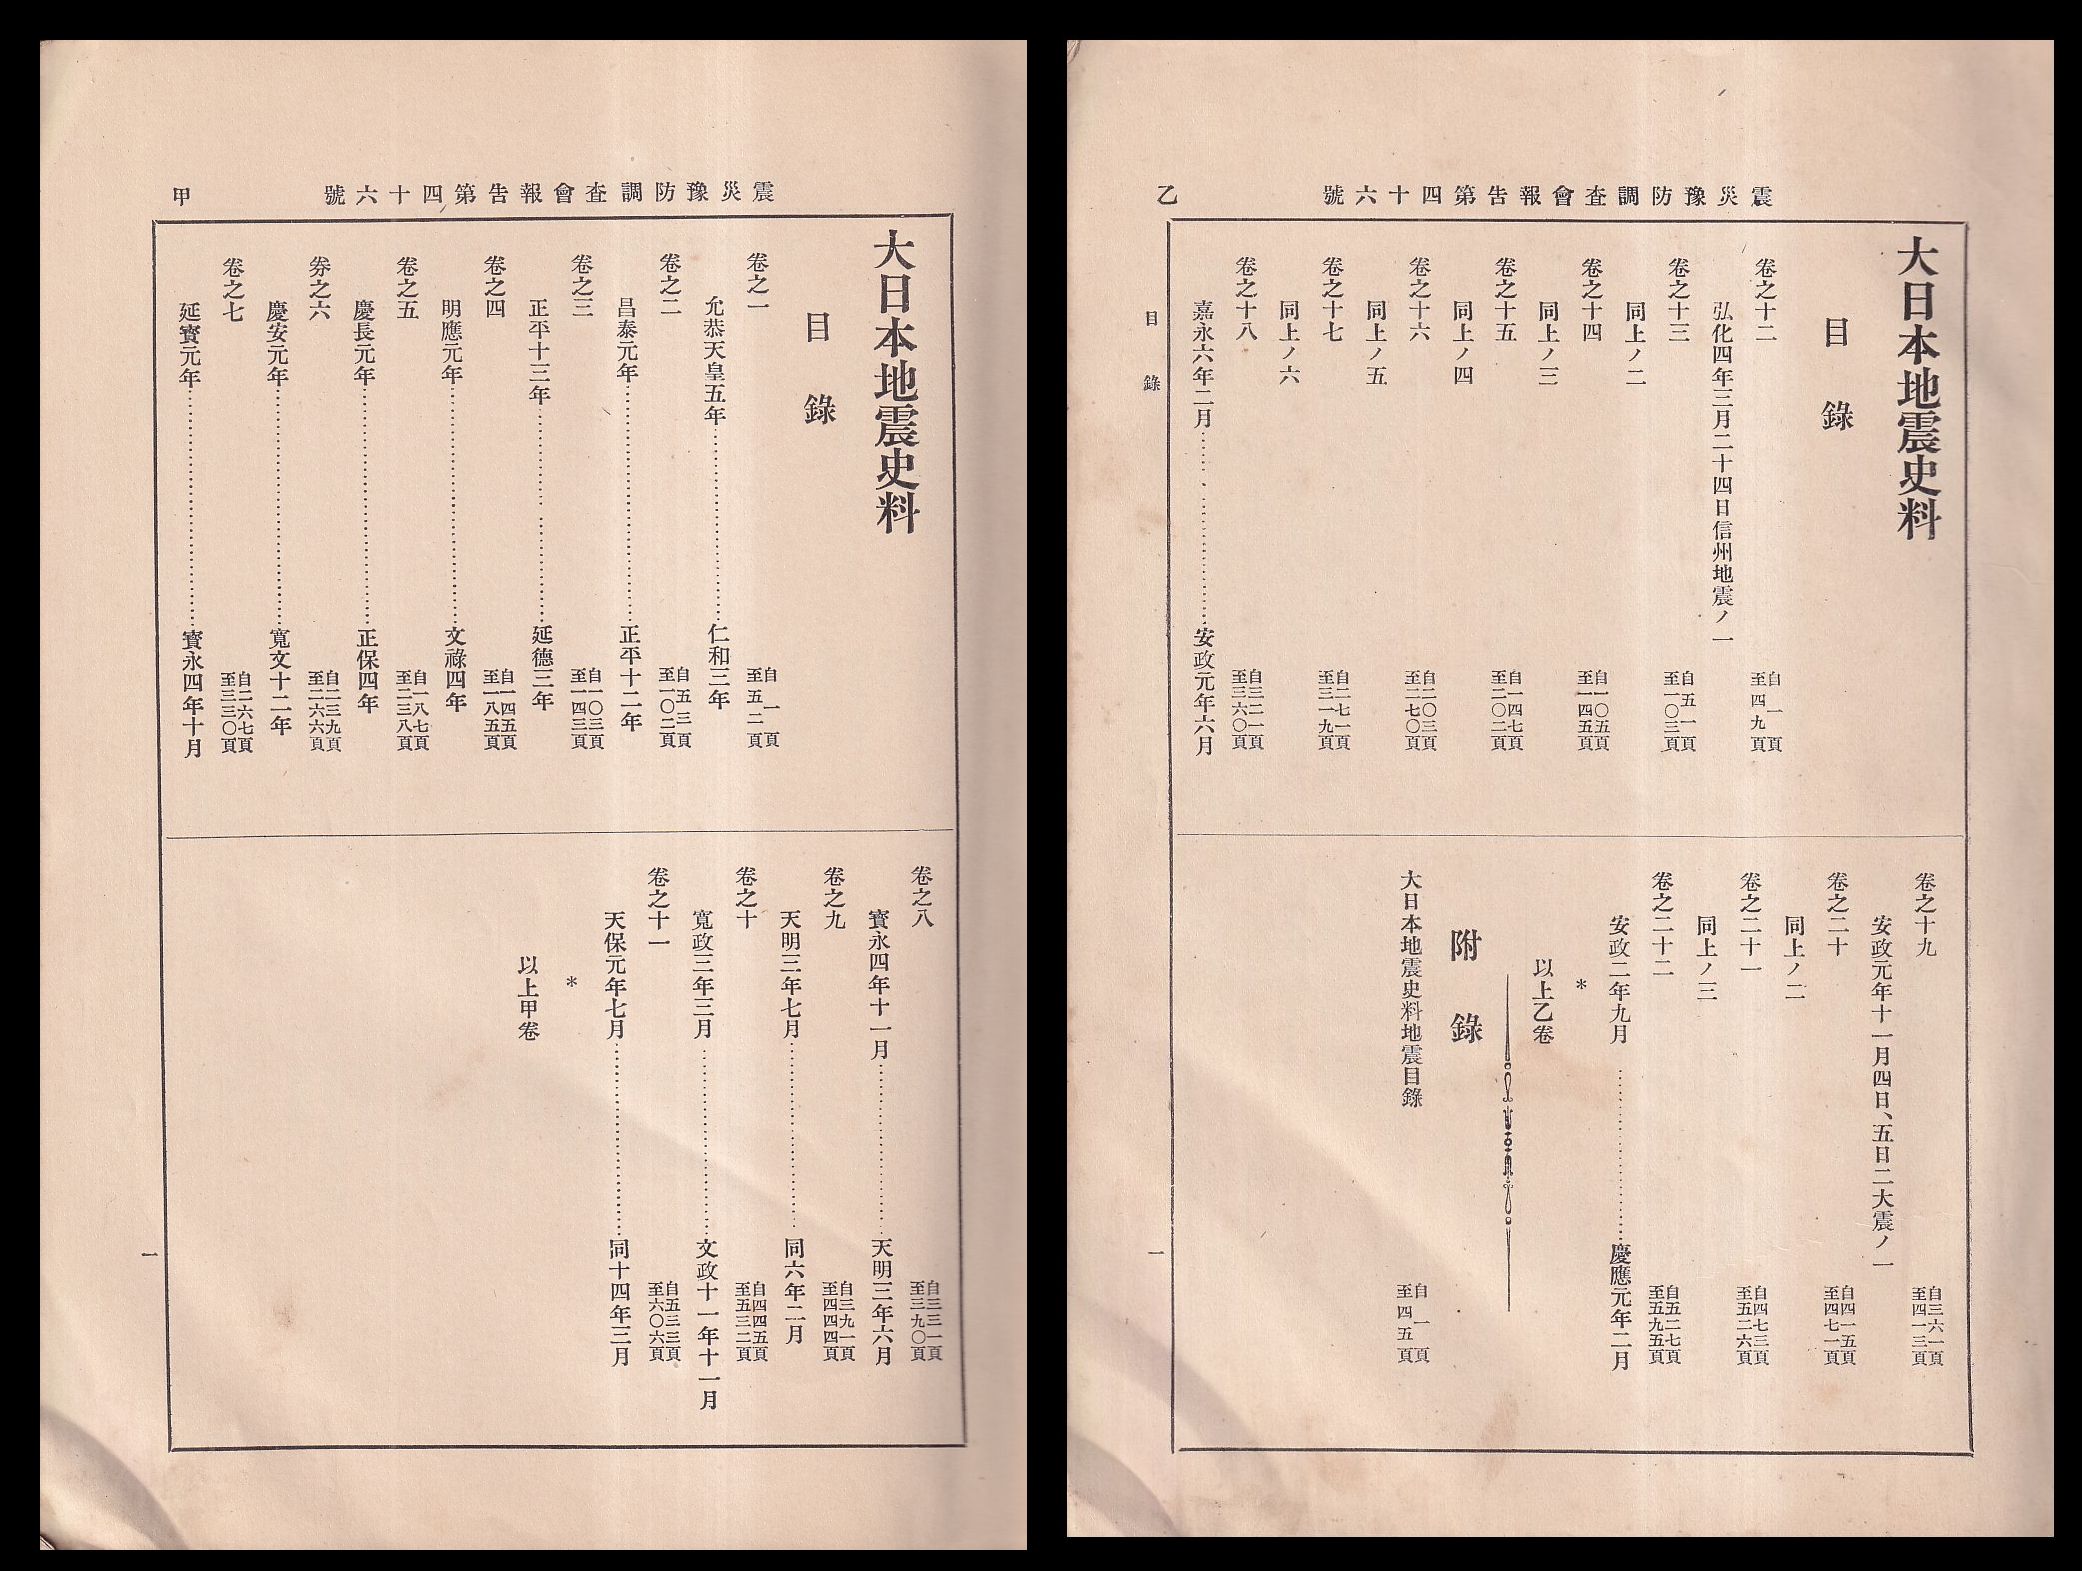 震災豫防調査會報告第四十六號
甲
大日本地震史料
目錄
卷之一
自一頁
至五二頁
允恭天皇五年……仁和三年
卷之二
自五三頁
至一〇二頁
昌泰元年……正平十二年
卷之三
自一〇三頁
至一四三頁
正平十三年……延德三年
卷之四
自一四五頁
至一八五頁
明應元年……文祿四年
卷之五
自一八七頁
至二三八頁
慶長元年……正保四年
券之六
自二三九頁
至二六六頁
慶安元年……寬文十二年
卷之七
自二六七頁
至三三〇頁
延寶元年……寶永四年十月
卷之八
自三三一頁
至三九〇頁
寶永四年十一月……天明三年六月
卷之九
自三九一頁
至四四四頁
天明三年七月……同六年二月
卷之十
自四四五頁
至五三二頁
寬政三年三月……文政十一年十一月
卷之十一
自五三三頁
至六〇六頁
天保元年七月……同十四年三月
*
以上甲卷
一
震災豫防調査會報告第四十六號
乙
大日本地震史料
目錄
卷之十二
自一頁
至四九頁
弘化四年三月二十四日信州地震ノ一
卷之十三
自五一頁
至一〇三頁
同上ノ二
卷之十四
自一〇五頁
至一四五頁
同上ノ三
卷之十五
自一四七頁
至二〇二頁
同上ノ四
卷之十六
自二〇三頁
至二七〇頁
同上ノ五
卷之十七
自二七一頁
至三一九頁
同上ノ六
卷之十八
自三二一頁
至三六〇頁
嘉永六年二月……安政元年六月
卷之十九
自三六一頁
至四一三頁
安政元年十一月四日、五日二大震ノ一
卷之二十
自四一五頁
至四七一頁
同上ノ二
卷之二十一
自四七三頁
至五二六頁
同上ノ三
卷之二十二
自五二七頁
至五九五頁
安政二年九月……慶應元年二月
*
以上乙卷
附錄
大日本地震史料地震目錄
自一頁
至四五頁
目錄
一